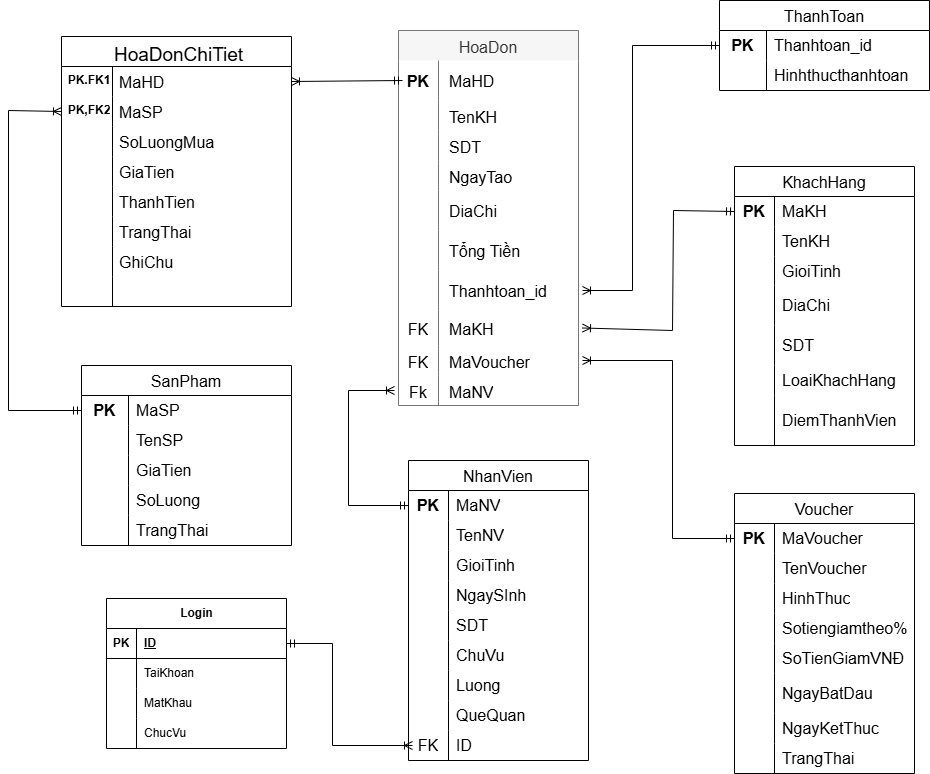 HoaDonChiTiet
PK.FK1 MaHD
PK,FK2 MaSP
SoLuongMua
GiaTien
ThanhTien
TrangThai
GhiChu
HoaDon
PK MaHD
TenKH
SDT
NgayTao
DiaChi
Tổng Tiền
Thanhtoan_id
FK MaKH
FK MaVoucher
Fk MaNV
ThanhToan
PK Thanhtoan_id
Hinhthucthanhtoan
KhachHang
PK MaKH
TenKH
GioiTinh
DiaChi
SDT
LoaiKhachHang
DiemThanhVien
SanPham
PK MaSP
TenSP
GiaTien
SoLuong
TrangThai
NhanVien
PK MaNV
TenNV
GioiTinh
NgaySInh
SDT
ChuVu
Luong
QueQuan
FK ID
Voucher
PK MaVoucher
TenVoucher
HinhThuc
Sotiengiamtheo%
SoTienGiamVNĐ
NgayBatDau
NgayKetThuc
TrangThai
Login
PK ID
TaiKhoan
MatKhau
ChucVu